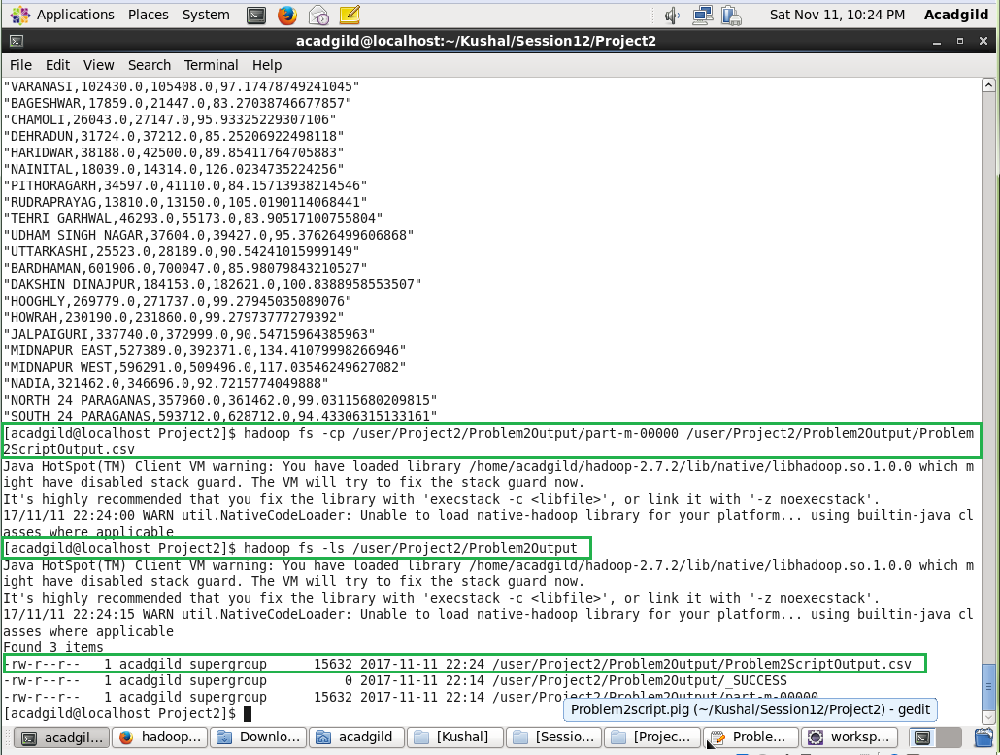 Applications Places System Sat Nov 11, 10:24 PM Acadgild
acadgild@localhost:~/Kushal/Session12/Project2
File Edit View Search Terminal Help
"VARANASI,102430.0,105408.0,97.17478749241045"
"BAGESHWAR,17859.0,21447.0,83.27038746677857"
"CHAMOLI,26043.0,27147.0,95.93325229307106"
"DEHRADUN,31724.0,37212.0,85.25206922498118"
"HARIDWAR,38188.0,42500.0,89.85411764705883"
"NAINITAL,18039.0,14314.0,126.0234735224256"
"PITHORAGARH,34597.0,41110.0,84.15713938214546"
"RUDRAPRAYAG,13810.0,13150.0,105.0190114068441"
"TEHRI GARHWAL,46293.0,55173.0,83.90517100755804"
"UDHAM SINGH NAGAR,37604.0,39427.0,95.37626499606868"
"UTTARKASHI,25523.0,28189.0,90.54241015999149"
"BARDHAMAN,601906.0,700047.0,85.98079843210527"
"DAKSHIN DINAJPUR,184153.0,182621.0,100.8388958553507"
"HOOGHLY,269779.0,271737.0,99.27945035089076"
"HOWRAH,230190.0,231860.0,99.27973777279392"
"JALPAIGURI,337740.0,372999.0,90.54715964385963"
"MIDNAPUR EAST,527389.0,392371.0,134.41079998266946"
"MIDNAPUR WEST,596291.0,509496.0,117.03546249627082"
"NADIA,321462.0,346696.0,92.7215774049888"
"NORTH 24 PARAGANAS,357960.0,361462.0,99.03115680209815"
"SOUTH 24 PARAGANAS,593712.0,628712.0,94.43306315133161"
[acadgild@localhost Project2]$ hadoop fs -cp /user/Project2/Problem2Output/part-m-00000 /user/Project2/Problem2Output/Problem
2ScriptOutput.csv
Java HotSpot(TM) Client VM warning: You have loaded library /home/acadgild/hadoop-2.7.2/lib/native/libhadoop.so.1.0.0 which m
ight have disabled stack guard. The VM will try to fix the stack guard now.
It's highly recommended that you fix the library with 'execstack -c <libfile>', or link it with '-z noexecstack'.
17/11/11 22:24:00 WARN util.NativeCodeLoader: Unable to load native-hadoop library for your platform... using builtin-java cl
asses where applicable
[acadgild@localhost Project2]$ hadoop fs -ls /user/Project2/Problem2Output
Java HotSpot(TM) Client VM warning: You have loaded library /home/acadgild/hadoop-2.7.2/lib/native/libhadoop.so.1.0.0 which m
ight have disabled stack guard. The VM will try to fix the stack guard now.
It's highly recommended that you fix the library with 'execstack -c <libfile>', or link it with '-z noexecstack'.
17/11/11 22:24:15 WARN util.NativeCodeLoader: Unable to load native-hadoop library for your platform... using builtin-java cl
asses where applicable
Found 3 items
-rw-r--r-- 1 acadgild supergroup 15632 2017-11-11 22:24 /user/Project2/Problem2Output/Problem2ScriptOutput.csv
-rw-r--r-- 1 acadgild supergroup 0 2017-11-11 22:14 /user/Project2/Problem2Output/_SUCCESS
-rw-r--r-- 1 acadgild supergroup 15632 2017-11-11 22:14 /user/Project2/Problem2Output/part-m-00000
[acadgild@localhost Project2]$
Problem2script.pig (~/Kushal/Session12/Project2) - gedit
acadgil... hadoop... Downlo... acadgild [Kushal] [Sessio... [Projec... Proble... worksp...